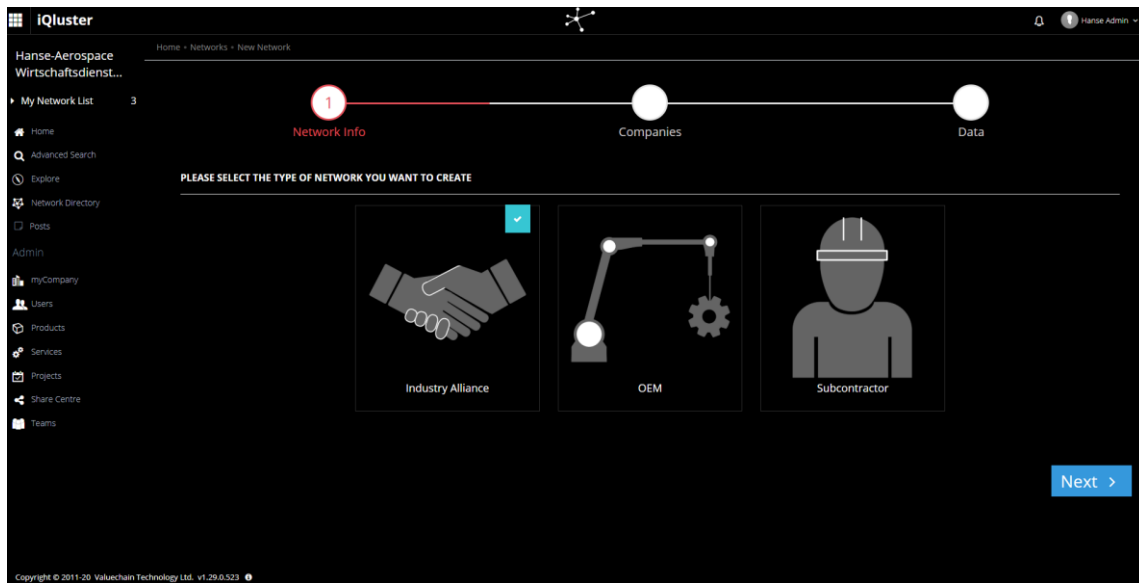 iQluster
Hanse Admin
Hanse-Aerospace
Wirtschaftsdienst...
My Network List 3
Home
Advanced Search
Explore
Network Directory
Posts
Admin
myCompany
Users
Products
Services
Projects
Share Centre
Teams
Home • Networks • New Network
1
Network Info
Companies
Data
PLEASE SELECT THE TYPE OF NETWORK YOU WANT TO CREATE
Industry Alliance
OEM
Subcontractor
Next >
Copyright © 2011-20 Valuechain Technology Ltd. v1.29.0.523